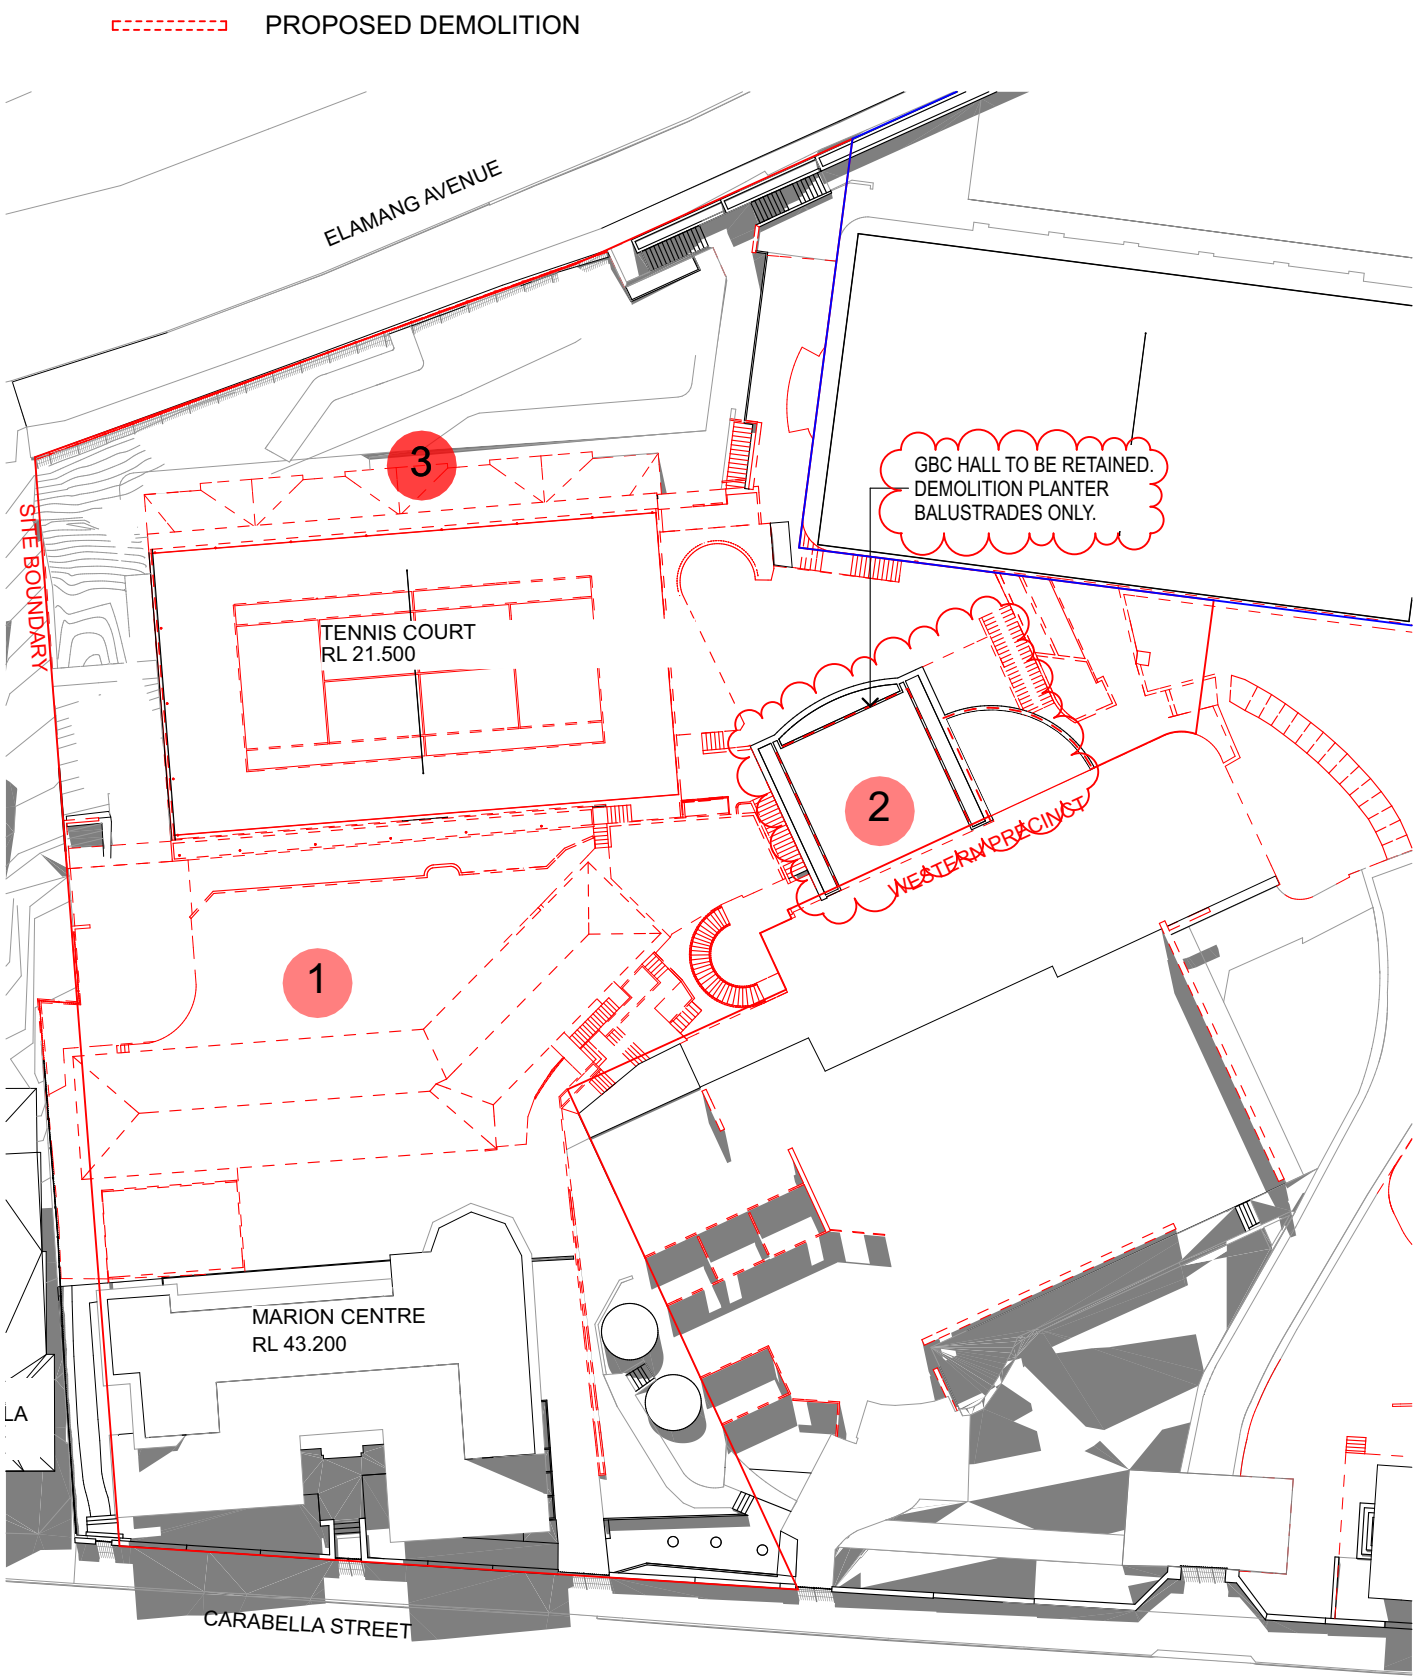 PROPOSED DEMOLITION
ELAMANG AVENUE
3
GBC HALL TO BE RETAINED.
DEMOLITION PLANTER
BALUSTRADES ONLY.
SITE BOUNDARY
TENNIS COURT
RL 21.500
2
WESTERN PRECINCT
1
MARION CENTRE
RL 43.200
LA
CARABELLA STREET